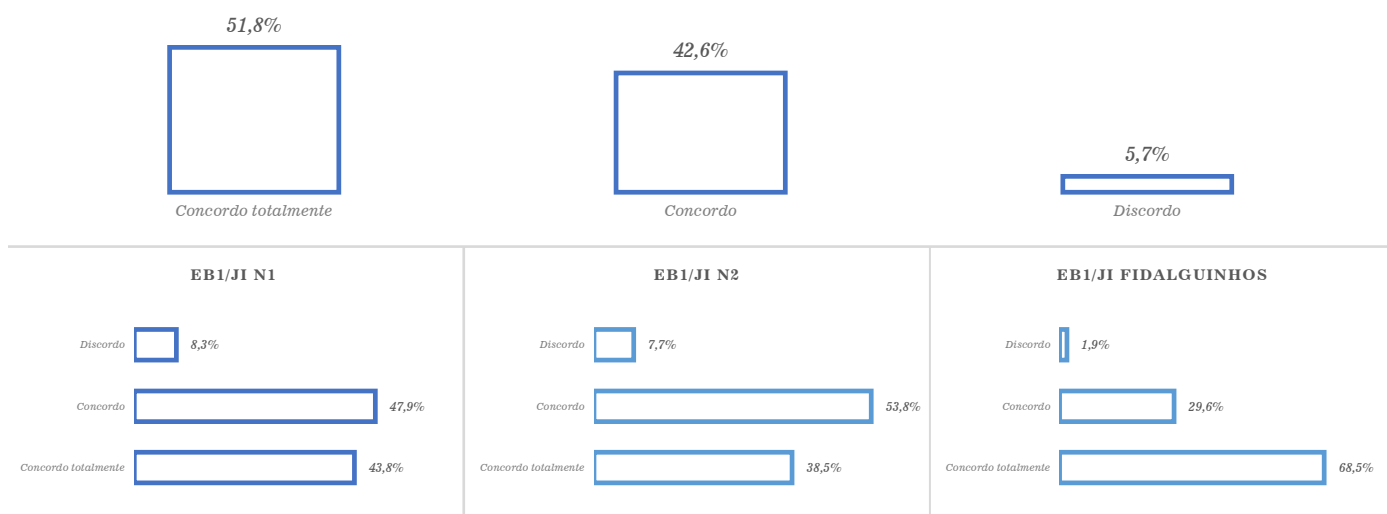 51,8%
42,6%
5,7%
Concordo totalmente
Concordo
Discordo
EB1/JI N1
Discordo
8,3%
Concordo
47,9%
Concordo totalmente
43,8%
EB1/JI N2
Discordo
7,7%
Concordo
53,8%
Concordo totalmente
38,5%
EB1/JI FIDALGUINHOS
Discordo
1,9%
Concordo
29,6%
Concordo totalmente
68,5%